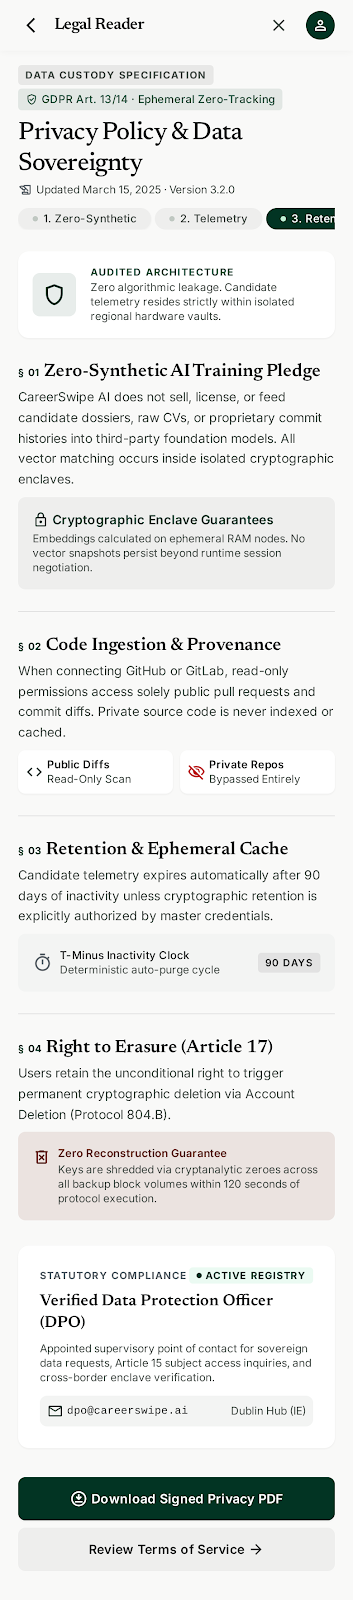 Legal Reader
DATA CUSTODY SPECIFICATION
GDPR Art. 13/14 · Ephemeral Zero-Tracking
Privacy Policy & Data
Sovereignty
Updated March 15, 2025 · Version 3.2.0
1. Zero-Synthetic
2. Telemetry
3. Reten
AUDITED ARCHITECTURE
Zero algorithmic leakage. Candidate
telemetry resides strictly within isolated
regional hardware vaults.
§ 01 Zero-Synthetic AI Training Pledge
CareerSwipe AI does not sell, license, or feed
candidate dossiers, raw CVs, or proprietary commit
histories into third-party foundation models. All
vector matching occurs inside isolated cryptographic
enclaves.
Cryptographic Enclave Guarantees
Embeddings calculated on ephemeral RAM nodes. No
vector snapshots persist beyond runtime session
negotiation.
§ 02 Code Ingestion & Provenance
When connecting GitHub or GitLab, read-only
permissions access solely public pull requests and
commit diffs. Private source code is never indexed or
cached.
Public Diffs
Read-Only Scan
Private Repos
Bypassed Entirely
§ 03 Retention & Ephemeral Cache
Candidate telemetry expires automatically after 90
days of inactivity unless cryptographic retention is
explicitly authorized by master credentials.
T-Minus Inactivity Clock
Deterministic auto-purge cycle
90 DAYS
§ 04 Right to Erasure (Article 17)
Users retain the unconditional right to trigger
permanent cryptographic deletion via Account
Deletion (Protocol 804.B).
Zero Reconstruction Guarantee
Keys are shredded via cryptanalytic zeroes across
all backup block volumes within 120 seconds of
protocol execution.
STATUTORY COMPLIANCE
ACTIVE REGISTRY
Verified Data Protection Officer
(DPO)
Appointed supervisory point of contact for sovereign
data requests, Article 15 subject access inquiries, and
cross-border enclave verification.
dpo@careerswipe.ai
Dublin Hub (IE)
Download Signed Privacy PDF
Review Terms of Service →